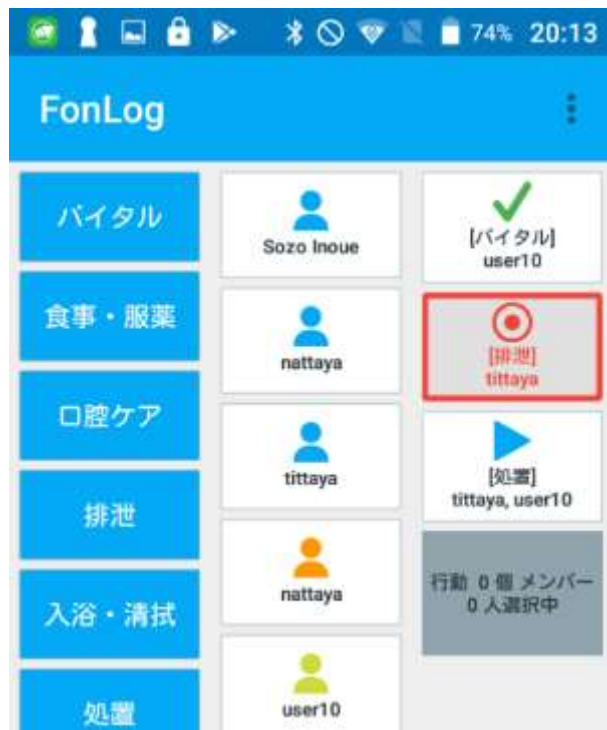 74% 20:13
FonLog
バイタル
食事・服薬
口腔ケア
排泄
入浴・清拭
処置
Sozo Inoue
nattaya
tittaya
nattaya
user10
[バイタル]
user10
[排泄]
tittaya
[処置]
tittaya, user10
行動 0 個 メンバー
0 人選択中